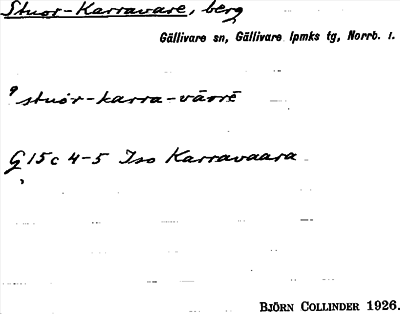 Stuor-Karravare, berg
Gällivare sn, Gällivare lpmks tg, Norrb. l.
stuor-karra-vārrē
G 15 c 4-5 Iso Karravaara
BJÖRN COLLINDER 1926.